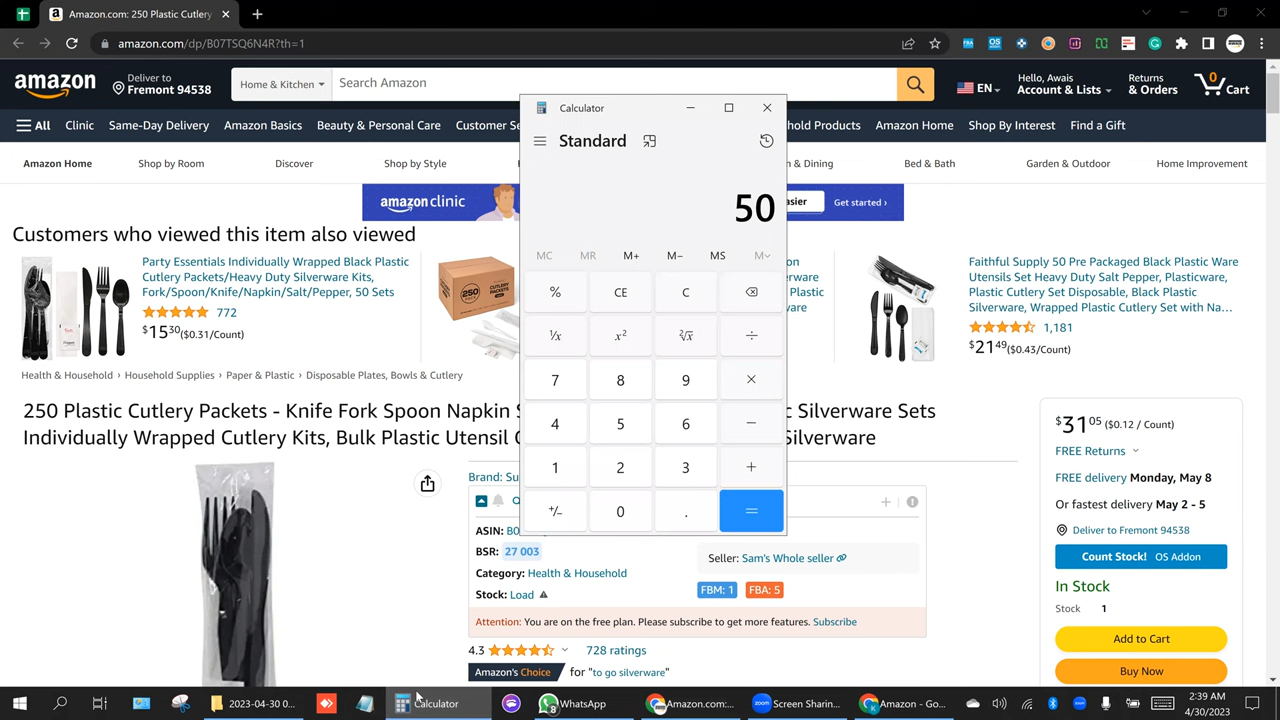 Amazon.com: 250 Plastic Cutlery
amazon.com/dp/B07TSQ6N4R?th=1
amazon
Deliver to
Fremont 94538
Home & Kitchen
Search Amazon
EN
Hello, Awais
Account & Lists
Returns
& Orders
0
Cart
All
Clinic
Same-Day Delivery
Amazon Basics
Beauty & Personal Care
Customer Se
hold Products
Amazon Home
Shop By Interest
Find a Gift
Amazon Home
Shop by Room
Discover
Shop by Style
& Dining
Bed & Bath
Garden & Outdoor
Home Improvement
amazon clinic
asier
Get started ›
Customers who viewed this item also viewed
Party Essentials Individually Wrapped Black Plastic
Cutlery Packets/Heavy Duty Silverware Kits,
Fork/Spoon/Knife/Napkin/Salt/Pepper, 50 Sets
772
$15 30 ($0.31/Count)
250
tion
Plastic
ware
Faithful Supply 50 Pre Packaged Black Plastic Ware
Utensils Set Heavy Duty Salt Pepper, Plasticware,
Plastic Cutlery Set Disposable, Black Plastic
Silverware, Wrapped Plastic Cutlery Set with Na...
1,181
$21 49 ($0.43/Count)
Calculator
Standard
50
MC MR M+ M− MS M˅
% CE C
¹/x x² ²√x ÷
7 8 9 ×
4 5 6 −
1 2 3 +
+/− 0 . =
Health & Household › Household Supplies › Paper & Plastic › Disposable Plates, Bowls & Cutlery
250 Plastic Cutlery Packets - Knife Fork Spoon Napkin S c Silverware Sets
Individually Wrapped Cutlery Kits, Bulk Plastic Utensil C Silverware
Brand: Su
ASIN: B0
BSR: 27 003
Category: Health & Household
Stock: Load
Seller: Sam's Whole seller
FBM: 1
FBA: 5
Attention: You are on the free plan. Please subscribe to get more features. Subscribe
4.3
728 ratings
Amazon's Choice for "to go silverware"
$31 05 ($0.12 / Count)
FREE Returns
FREE delivery Monday, May 8
Or fastest delivery May 2 - 5
Deliver to Fremont 94538
Count Stock! OS Addon
In Stock
Stock 1
Add to Cart
Buy Now
2023-04-30 0...
Calculator
8
WhatsApp
Amazon.com:...
zoom
Screen Sharin...
K
Amazon - Go...
2:39 AM
4/30/2023